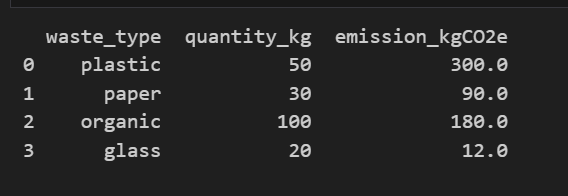 waste_type quantity_kg emission_kgCO2e
0 plastic 50 300.0
1 paper 30 90.0
2 organic 100 180.0
3 glass 20 12.0